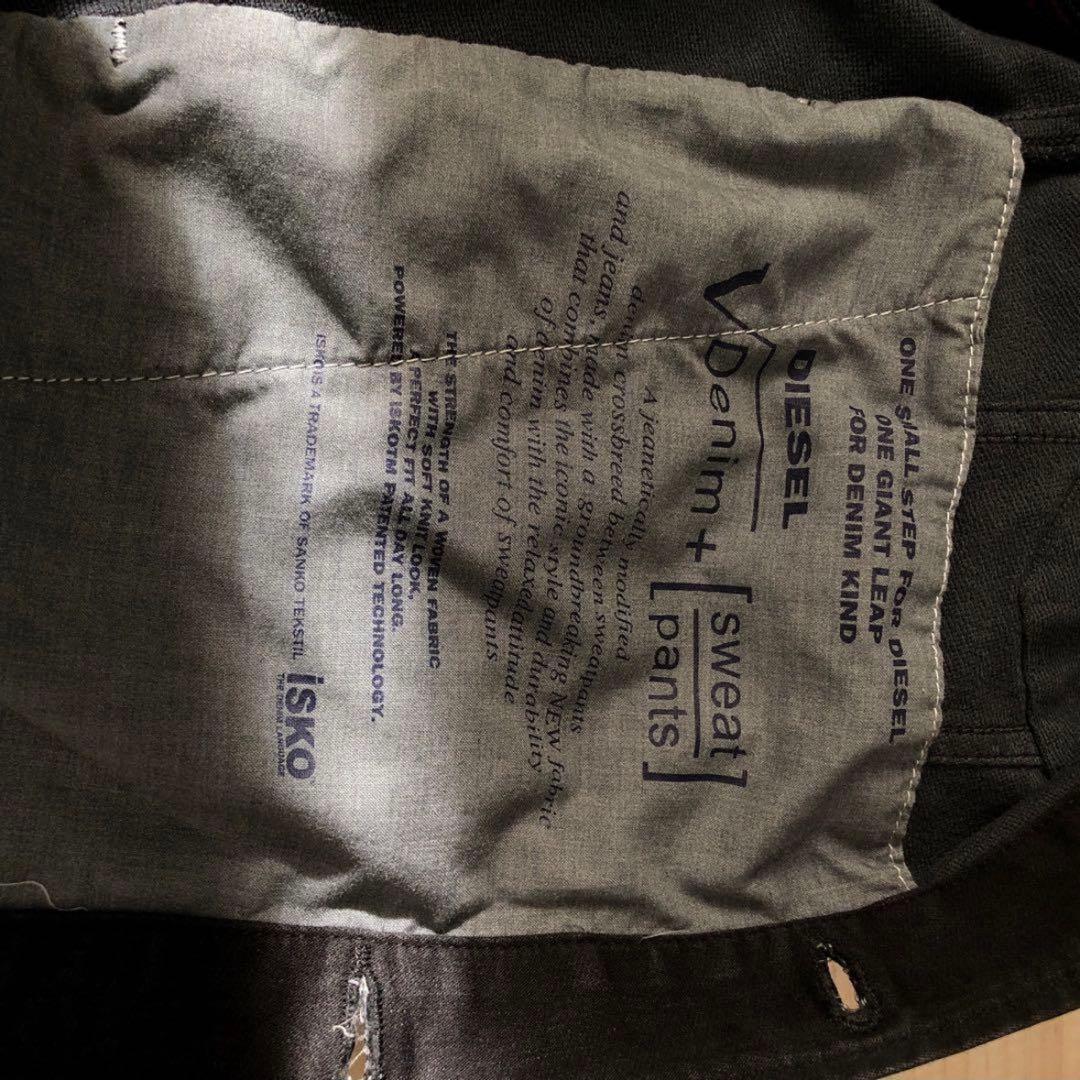 ONE SMALL STEP FOR DIESEL
ONE GIANT LEAP
FOR DENIM KIND
DIESEL
√Denim + [sweat
pants]
A jeanetically modified
denim crossbreed between sweatpants
and jeans, made with a groundbreaking NEW fabric
that combines the iconic style and durability
of denim with the relaxed attitude
and comfort of sweatpants
THE STRENGTH OF A WOVEN FABRIC
WITH SOFT KNIT LOOK,
A PERFECT FIT ALL DAY LONG.
POWERED BY ISKOTM PATENTED TECHNOLOGY.
ISKO IS A TRADEMARK OF SANKO TEKSTIL
iSKO
THE DENIM LANGUAGE